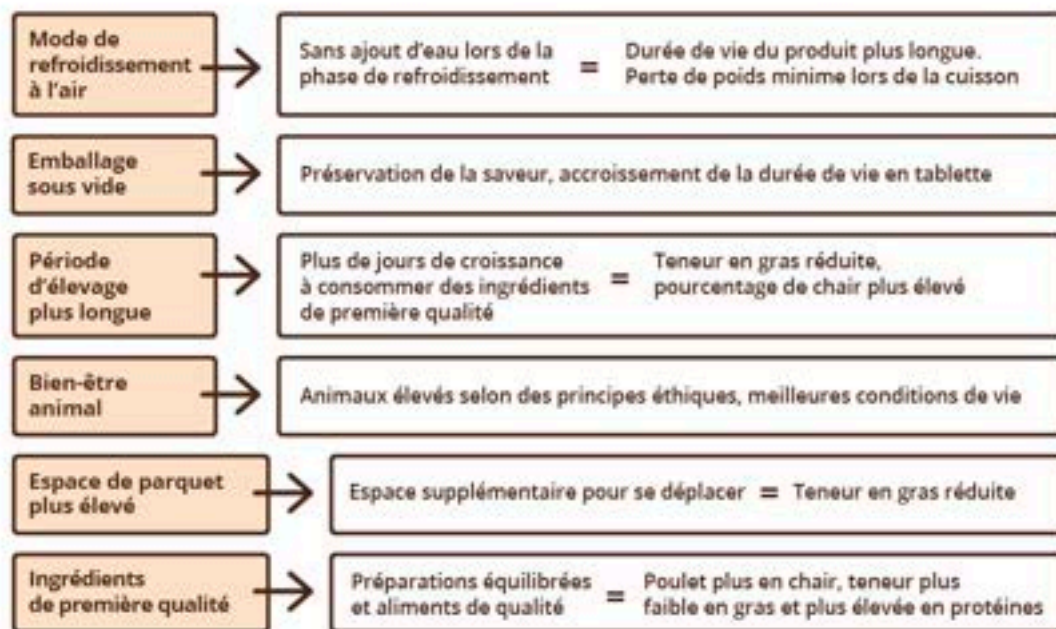 Mode de
refroidissement
à l'air
Sans ajout d'eau lors de la
phase de refroidissement
=
Durée de vie du produit plus longue.
Perte de poids minime lors de la cuisson
Emballage
sous vide
Préservation de la saveur, accroissement de la durée de vie en tablette
Période
d'élevage
plus longue
Plus de jours de croissance
à consommer des ingrédients
de première qualité
=
Teneur en gras réduite,
pourcentage de chair plus élevé
Bien-être
animal
Animaux élevés selon des principes éthiques, meilleures conditions de vie
Espace de parquet
plus élevé
Espace supplémentaire pour se déplacer = Teneur en gras réduite
Ingrédients
de première qualité
Préparations équilibrées
et aliments de qualité
=
Poulet plus en chair, teneur plus
faible en gras et plus élevée en protéines